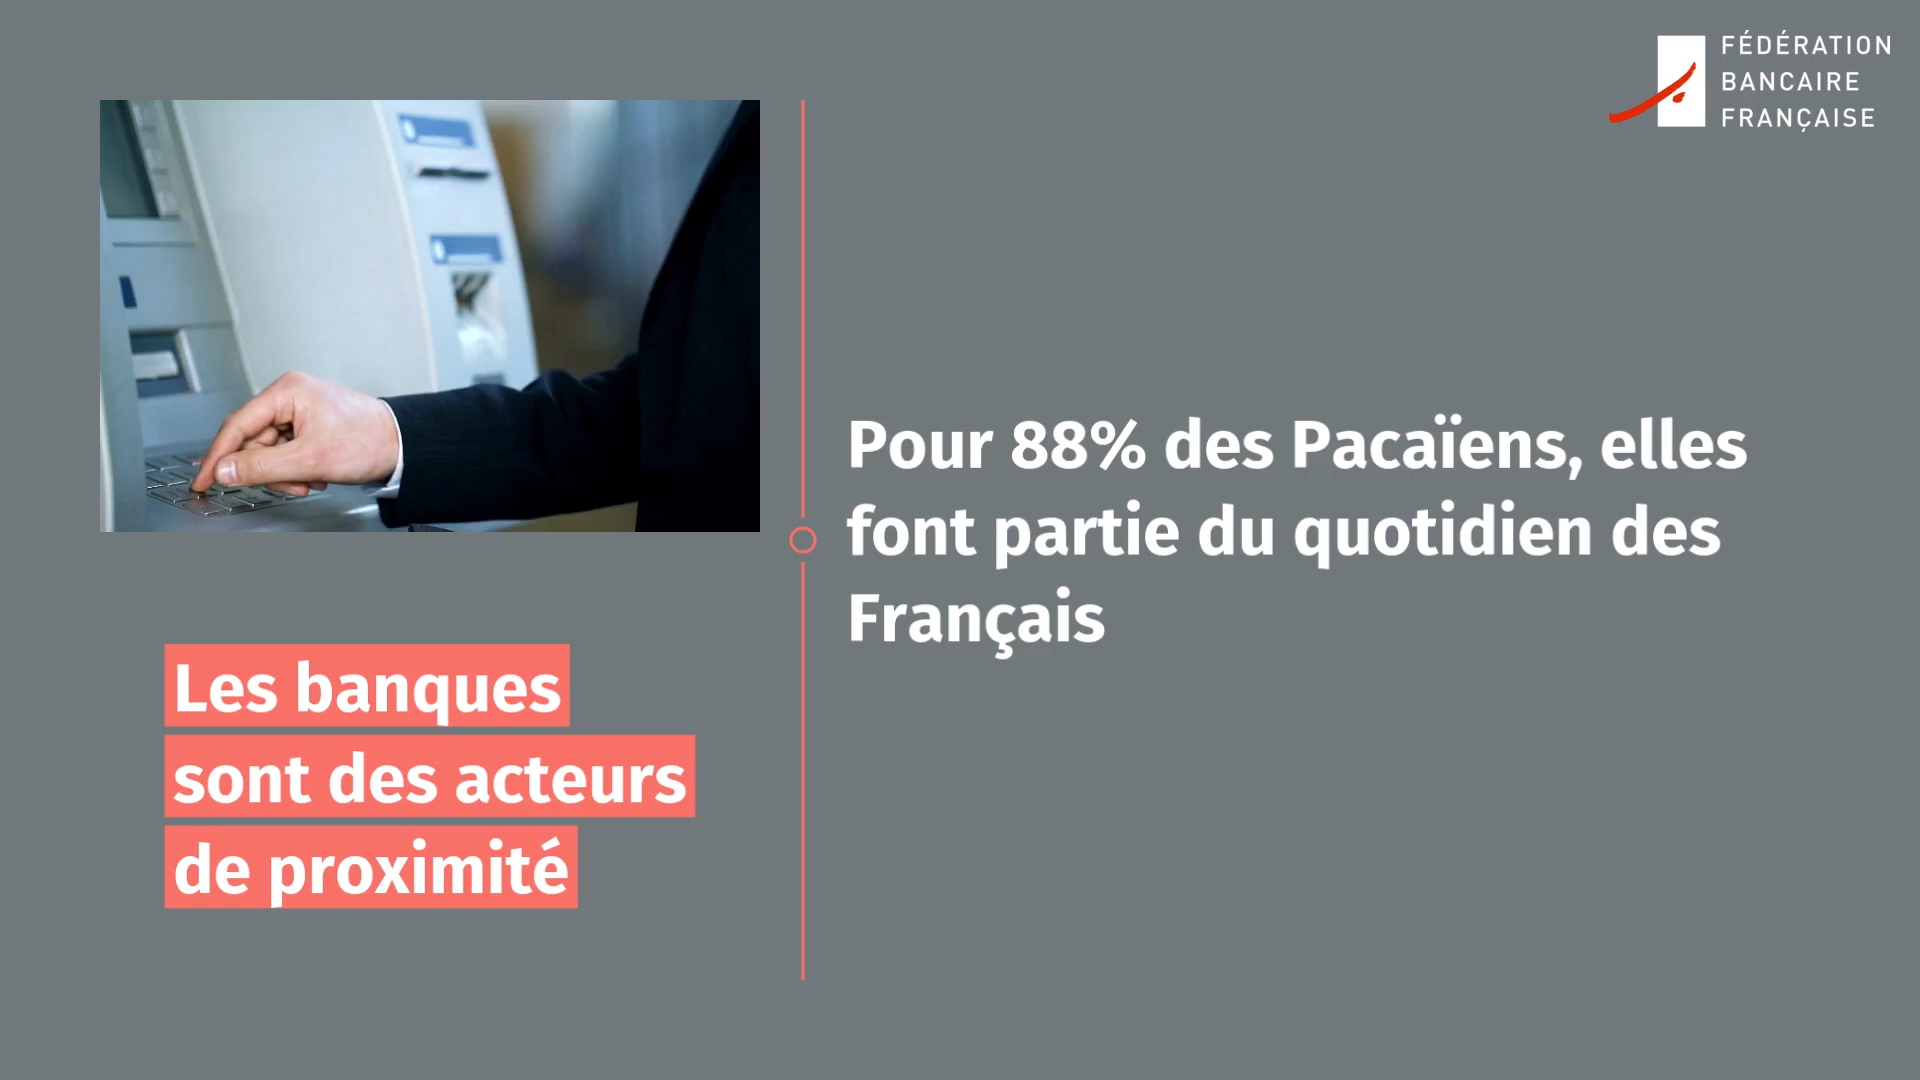 FÉDÉRATION
BANCAIRE
FRANÇAISE
Les banques
sont des acteurs
de proximité
Pour 88% des Pacaïens, elles
font partie du quotidien des
Français